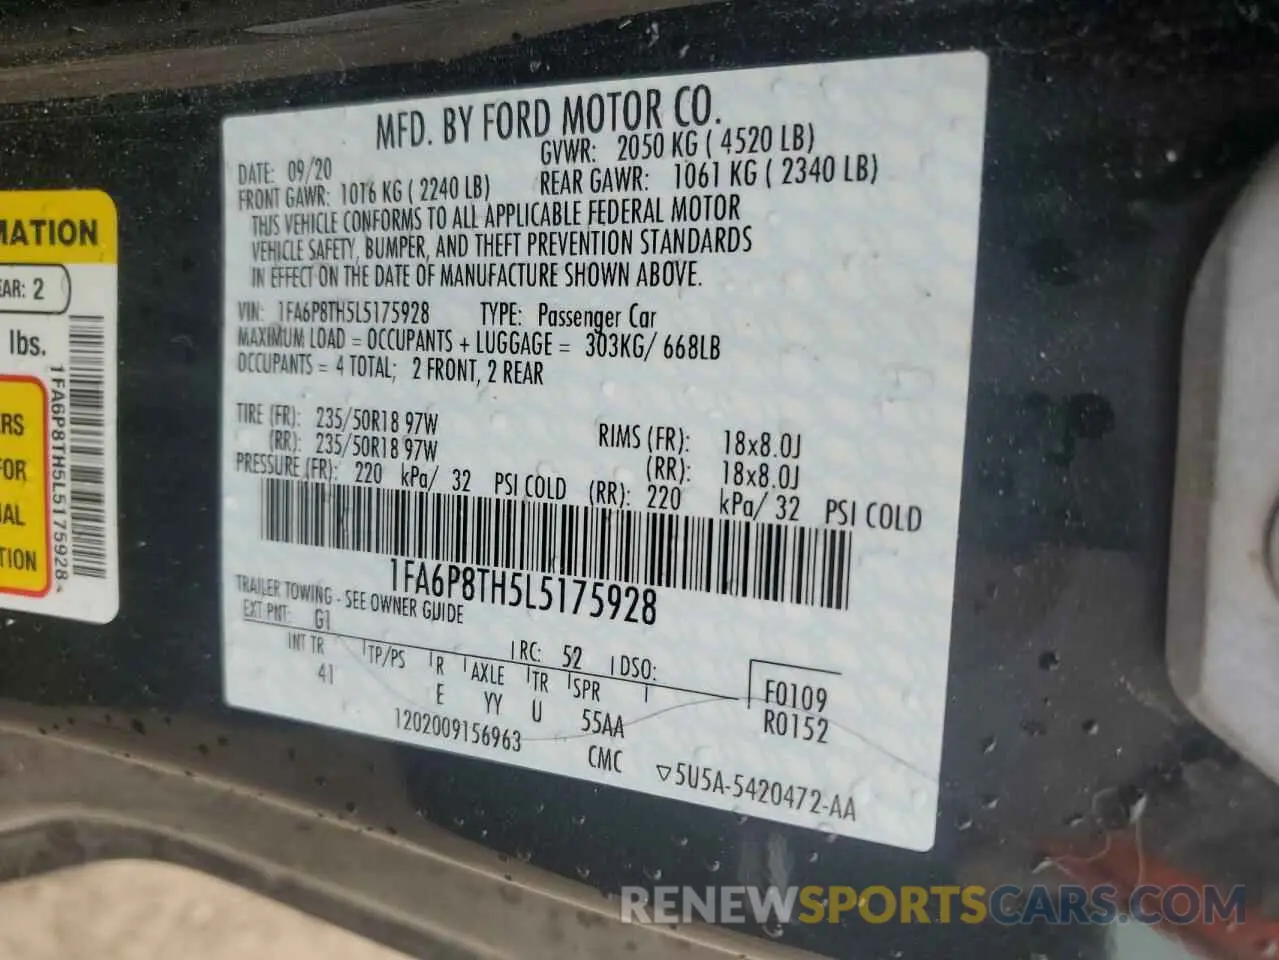 MFD. BY FORD MOTOR CO.
DATE: 09/20 GVWR: 2050 KG ( 4520 LB)
FRONT GAWR: 1016 KG ( 2240 LB) REAR GAWR: 1061 KG ( 2340 LB)
THIS VEHICLE CONFORMS TO ALL APPLICABLE FEDERAL MOTOR
VEHICLE SAFETY, BUMPER, AND THEFT PREVENTION STANDARDS
IN EFFECT ON THE DATE OF MANUFACTURE SHOWN ABOVE.
VIN: 1FA6P8TH5L5175928 TYPE: Passenger Car
MAXIMUM LOAD = OCCUPANTS + LUGGAGE = 303KG/ 668LB
OCCUPANTS = 4 TOTAL; 2 FRONT, 2 REAR
TIRE (FR): 235/50R18 97W RIMS (FR): 18x8.0J
(RR): 235/50R18 97W (RR): 18x8.0J
PRESSURE (FR): 220 kPa/ 32 PSI COLD (RR): 220 kPa/ 32 PSI COLD
1FA6P8TH5L5175928
TRAILER TOWING - SEE OWNER GUIDE
EXT PNT: G1 RC: 52 DSO:
INT TR TP/PS R AXLE TR SPR
41 E YY U 55AA
F0109
R0152
1202009156963 CMC
▽5U5A-5420472-AA
MATION
EAR: 2
lbs.
1FA6P8TH5L5175928
ERS
FOR
IAL
TION
RENEWSPORTSCARS.COM